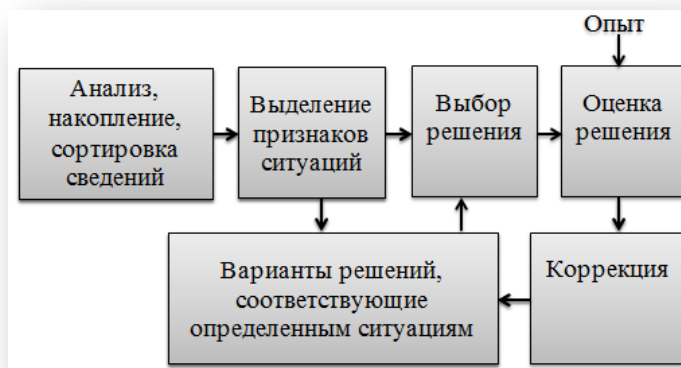 Опыт
Анализ,
накопление,
сортировка
сведений
Выделение
признаков
ситуаций
Выбор
решения
Оценка
решения
Варианты решений,
соответствующие
определенным ситуациям
Коррекция